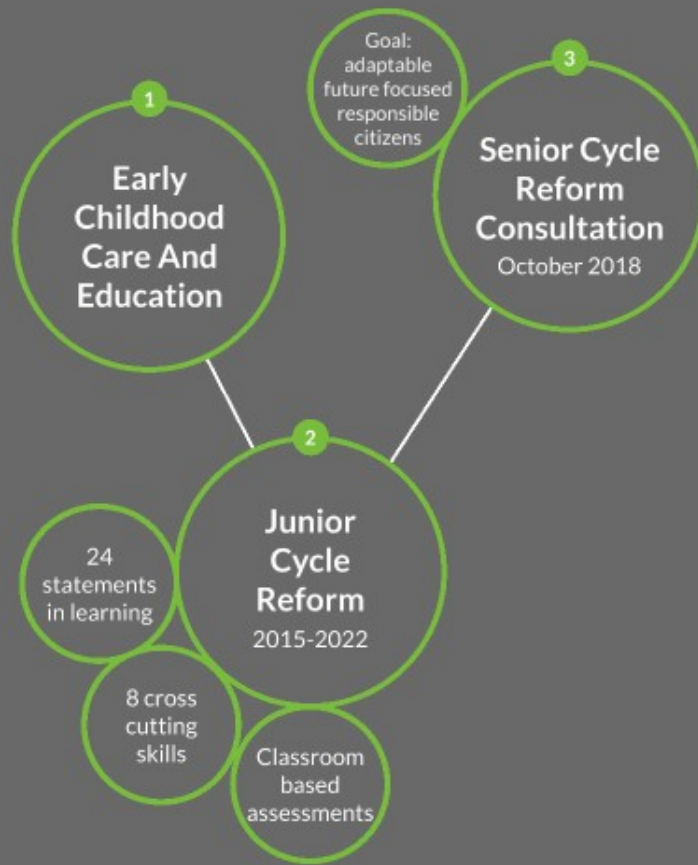 1
Early
Childhood
Care And
Education
2
Junior
Cycle
Reform
2015-2022
24
statements
in learning
8 cross
cutting
skills
Classroom
based
assessments
3
Senior Cycle
Reform
Consultation
October 2018
Goal:
adaptable
future focused
responsible
citizens